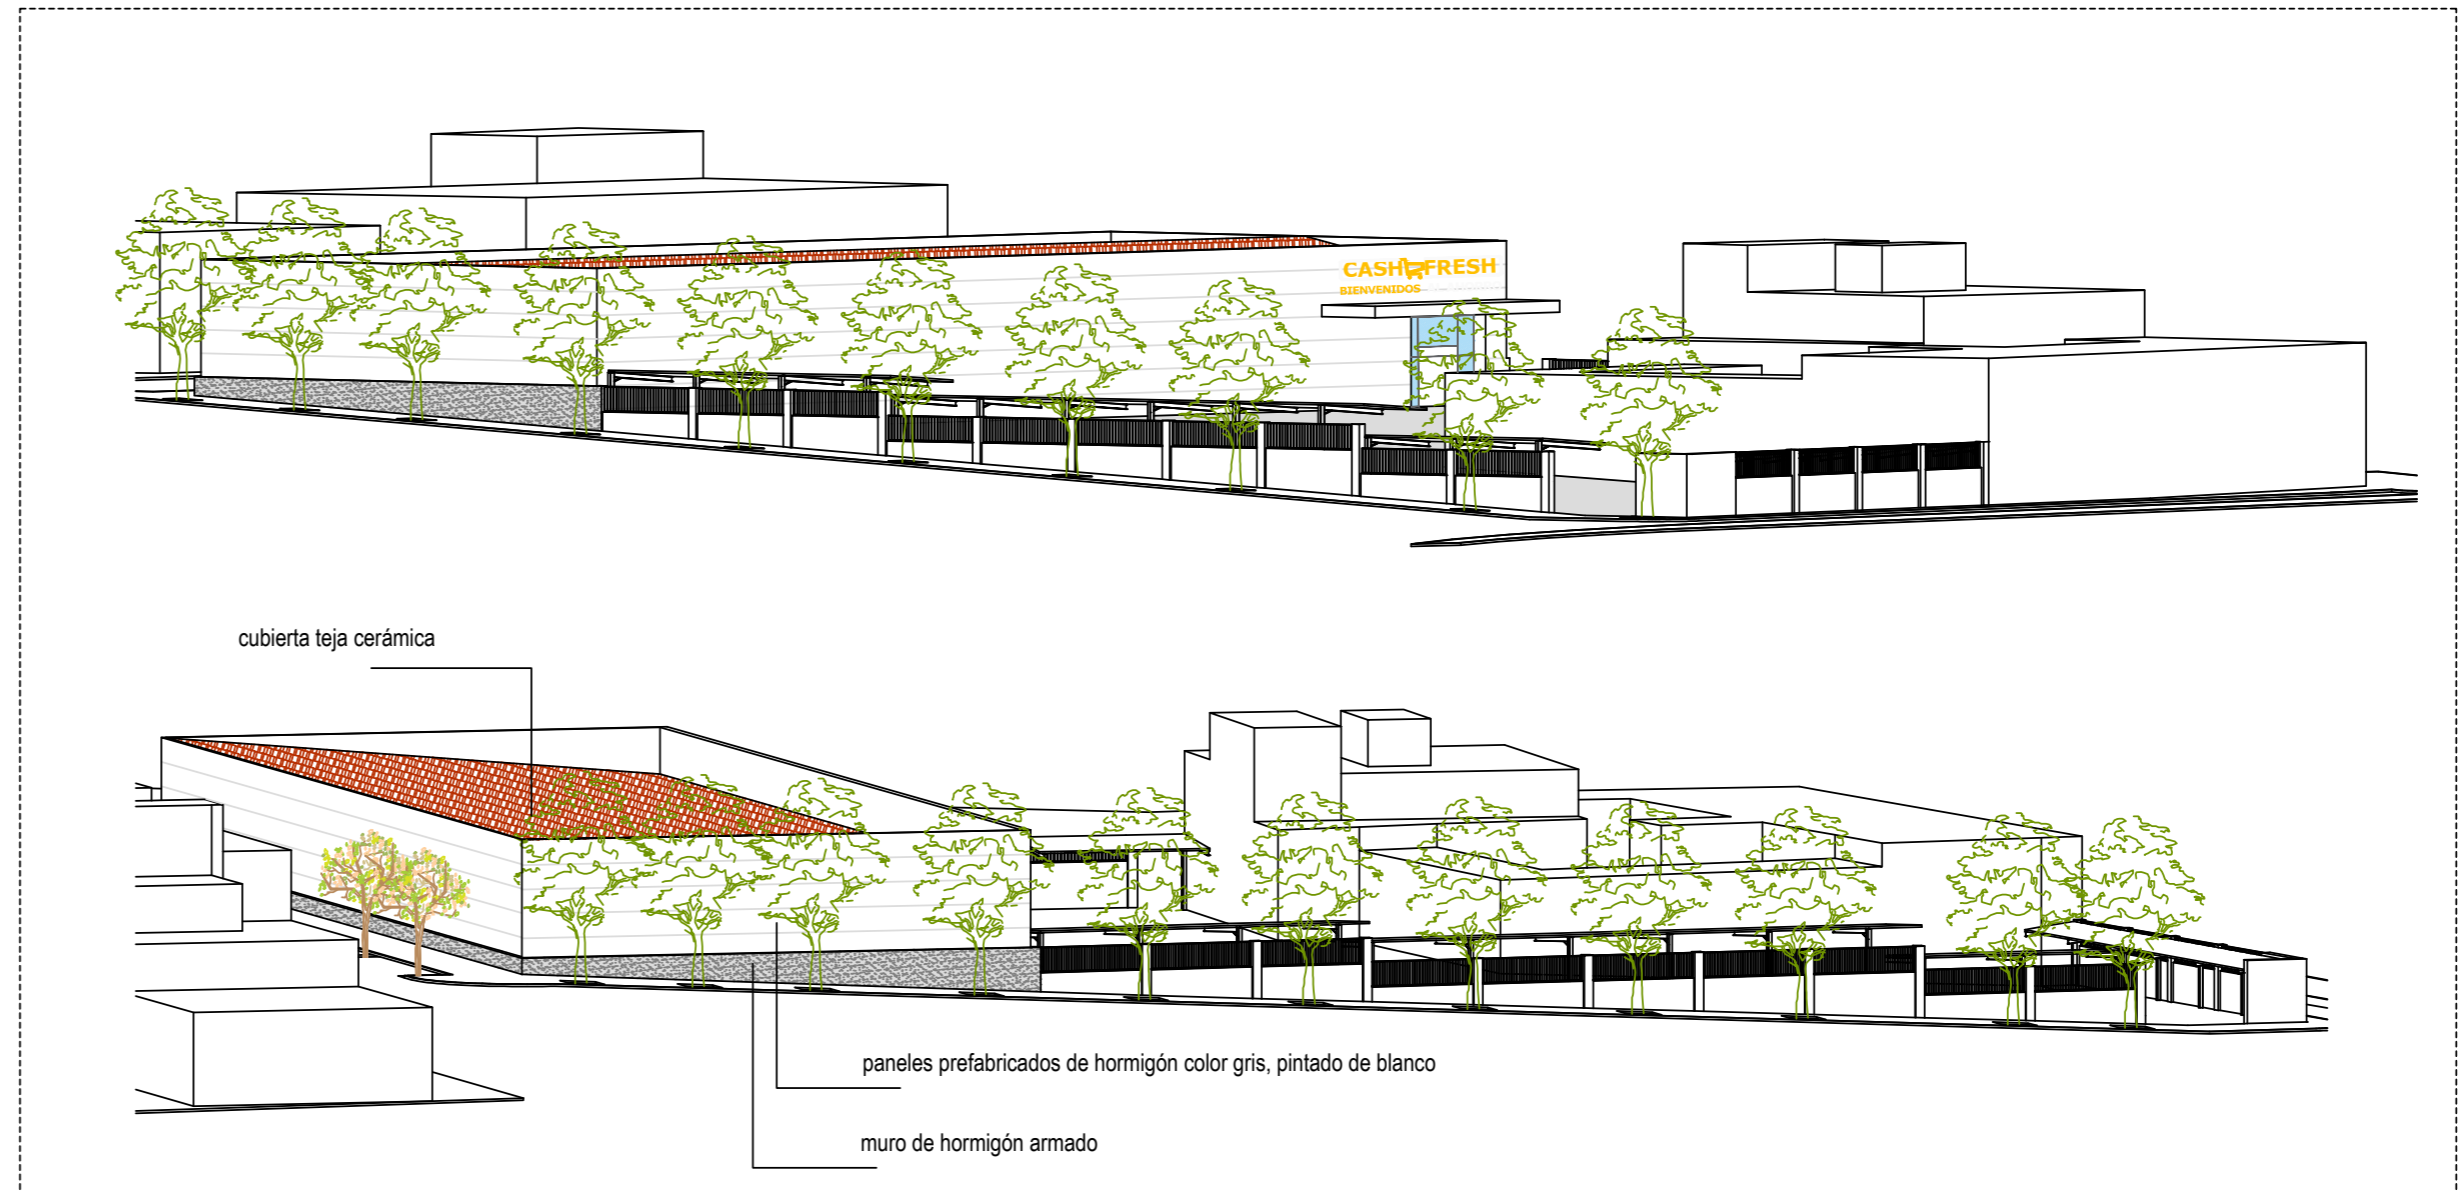 CASH FRESH
BIENVENIDOS
cubierta teja cerámica
paneles prefabricados de hormigón color gris, pintado de blanco
muro de hormigón armado